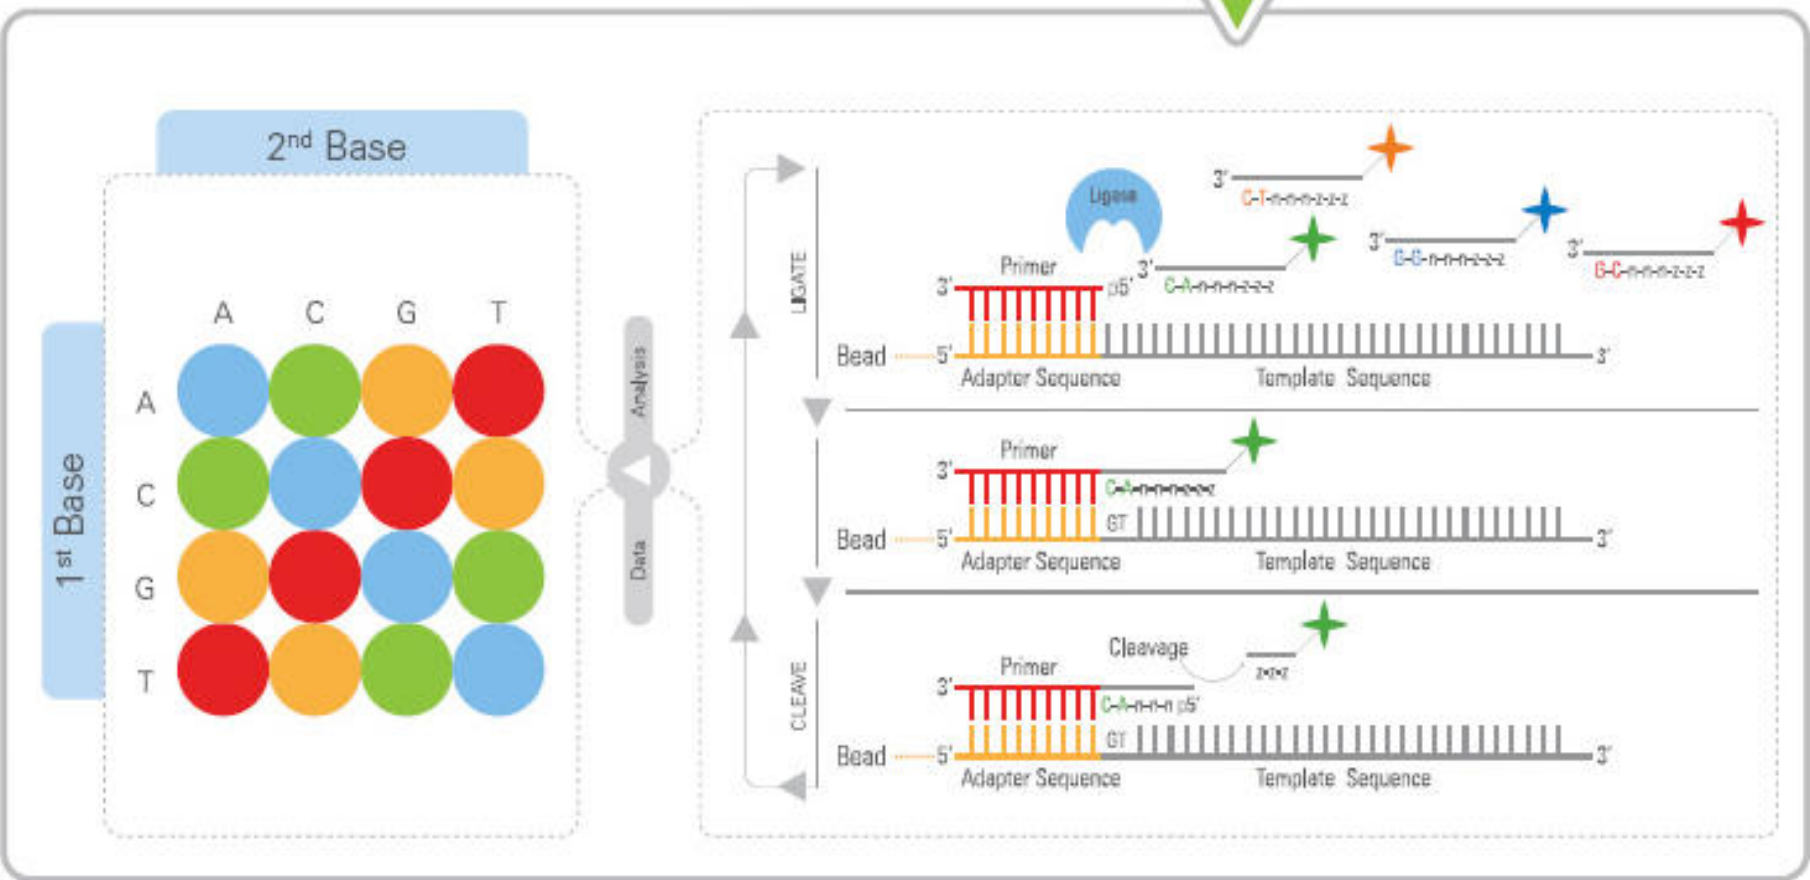 2nd Base
1st Base
A C G T
A
C
G
T
Data Analysis
LIGATE
Ligase
3' C-T-n-n-n-z-z-z
3' C-A-n-n-n-z-z-z
3' G-G-n-n-n-z-z-z
3' G-C-n-n-n-z-z-z
Primer
3' p5'
Bead 5' 3'
Adapter Sequence Template Sequence
Primer
3' C-A-n-n-n-z-z-z
GT
Bead 5' 3'
Adapter Sequence Template Sequence
CLEAVE
Cleavage
z-z-z
Primer
3' C-A-n-n-n p5'
GT
Bead 5' 3'
Adapter Sequence Template Sequence